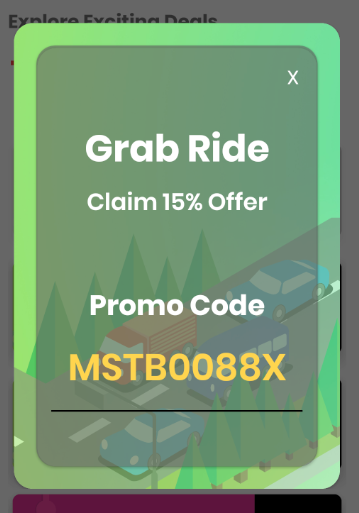 Explore Exciting Deals
X
Grab Ride
Claim 15% Offer
Promo Code
MSTB0088X